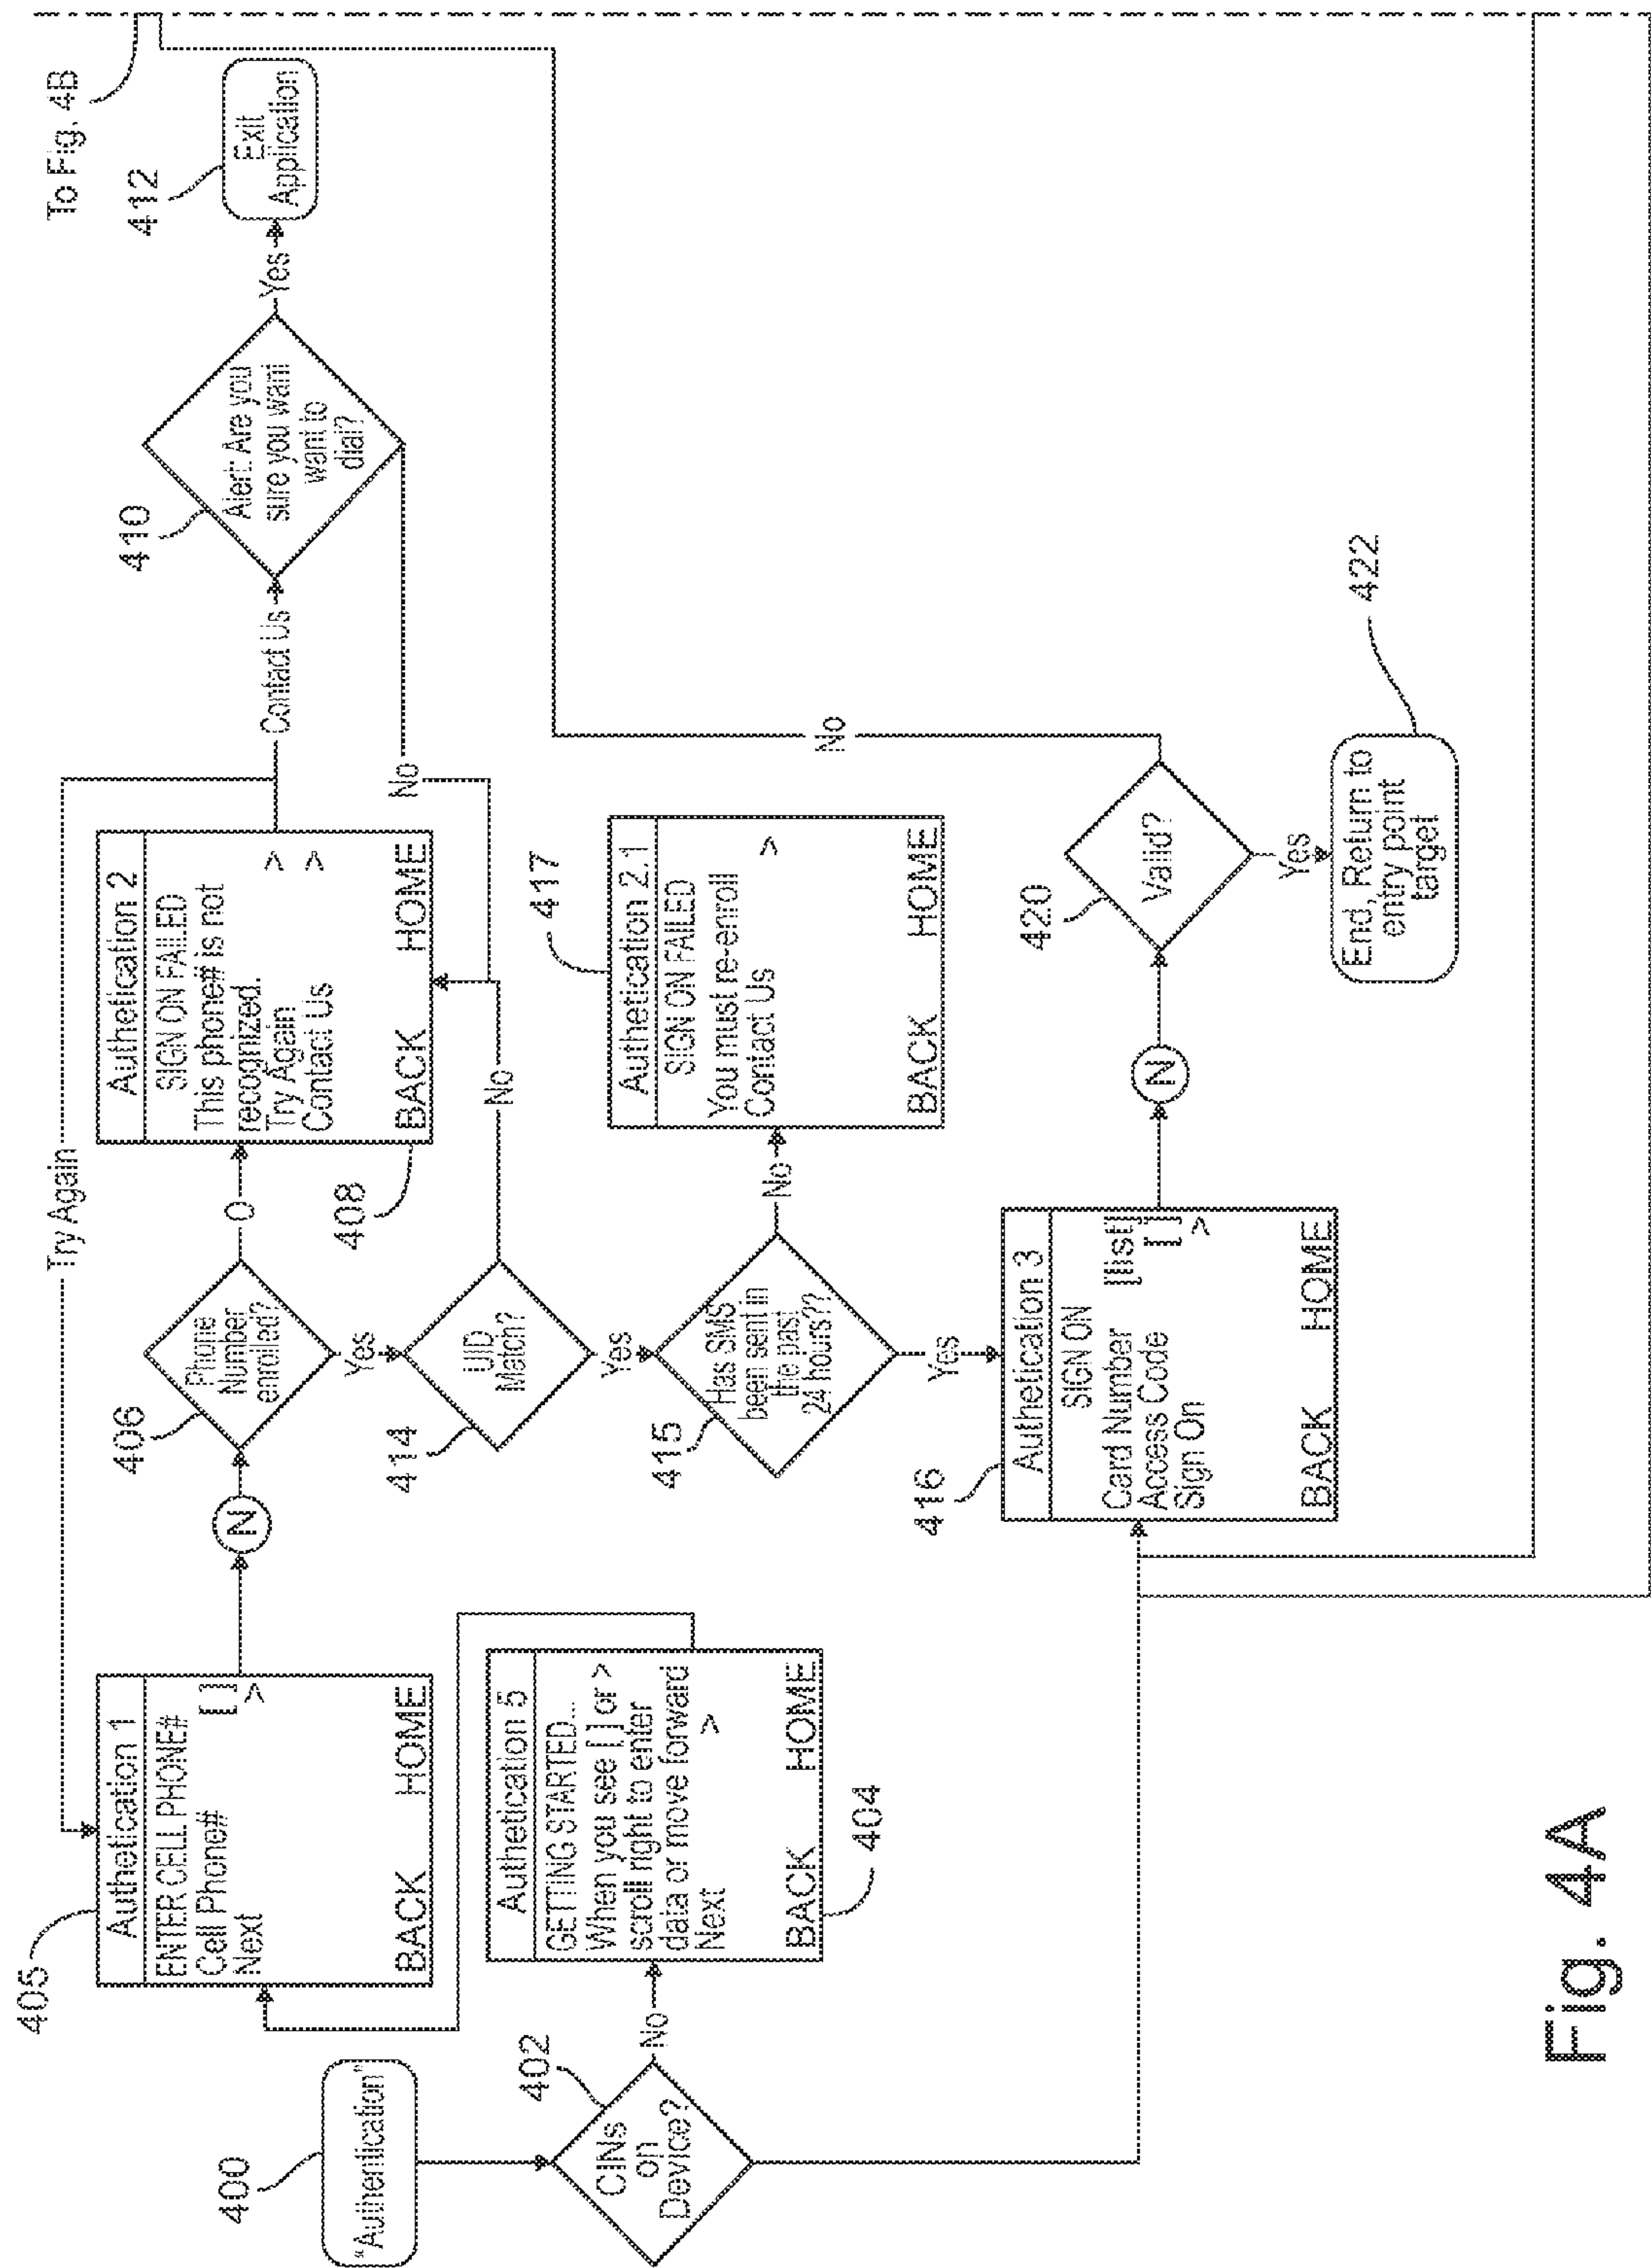 To Fig. 4B
405
Authetication 1
ENTER CELL PHONE#
Cell Phone# [ ]
Next >
BACK HOME
Try Again
N
406
Phone
Number
enrolled?
0
Yes
408
Authetication 2
SIGN ON FAILED
This phone# is not
recognized.
Try Again >
Contact Us >
BACK HOME
Contact Us
410
Alert: Are you
sure you want
want to
dial?
No
Yes
412
Exit
Application
400
"Authentication"
402
CINs
on
Device?
No
404
Authetication 5
GETTING STARTED...
When you see [ ] or >
scroll right to enter
data or move forward
Next >
BACK HOME
414
UID
Match?
No
Yes
415
Has SMS
been sent in
the past
24 hours??
No
Yes
417
Authetication 2.1
SIGN ON FAILED
You must re-enroll
Contact Us >
BACK HOME
416
Authetication 3
SIGN ON
Card Number [list]
Access Code [ ]
Sign On >
BACK HOME
N
420
Valid?
No
Yes
422
End, Return to
entry point
target
Fig. 4A